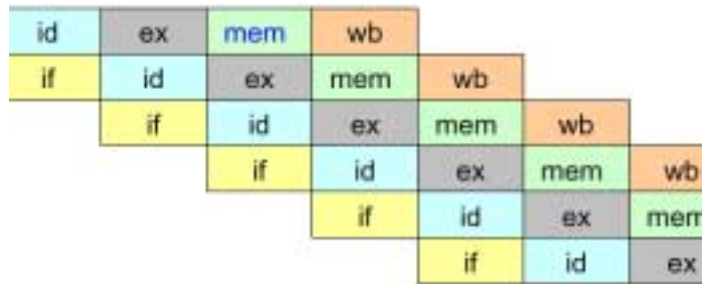 id ex mem wb
if id ex mem wb
if id ex mem wb
if id ex mem wb
if id ex mem
if id ex